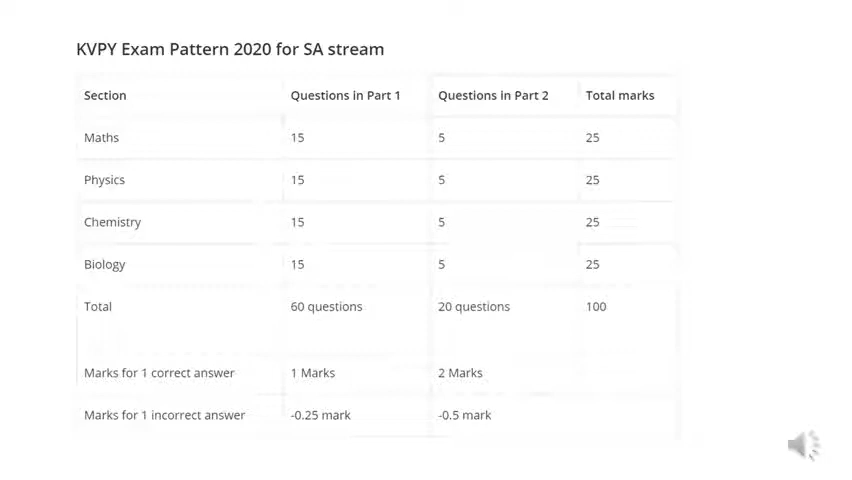 KVPY Exam Pattern 2020 for SA stream
Section Questions in Part 1 Questions in Part 2 Total marks
Maths 15 5 25
Physics 15 5 25
Chemistry 15 5 25
Biology 15 5 25
Total 60 questions 20 questions 100
Marks for 1 correct answer 1 Marks 2 Marks
Marks for 1 incorrect answer -0.25 mark -0.5 mark